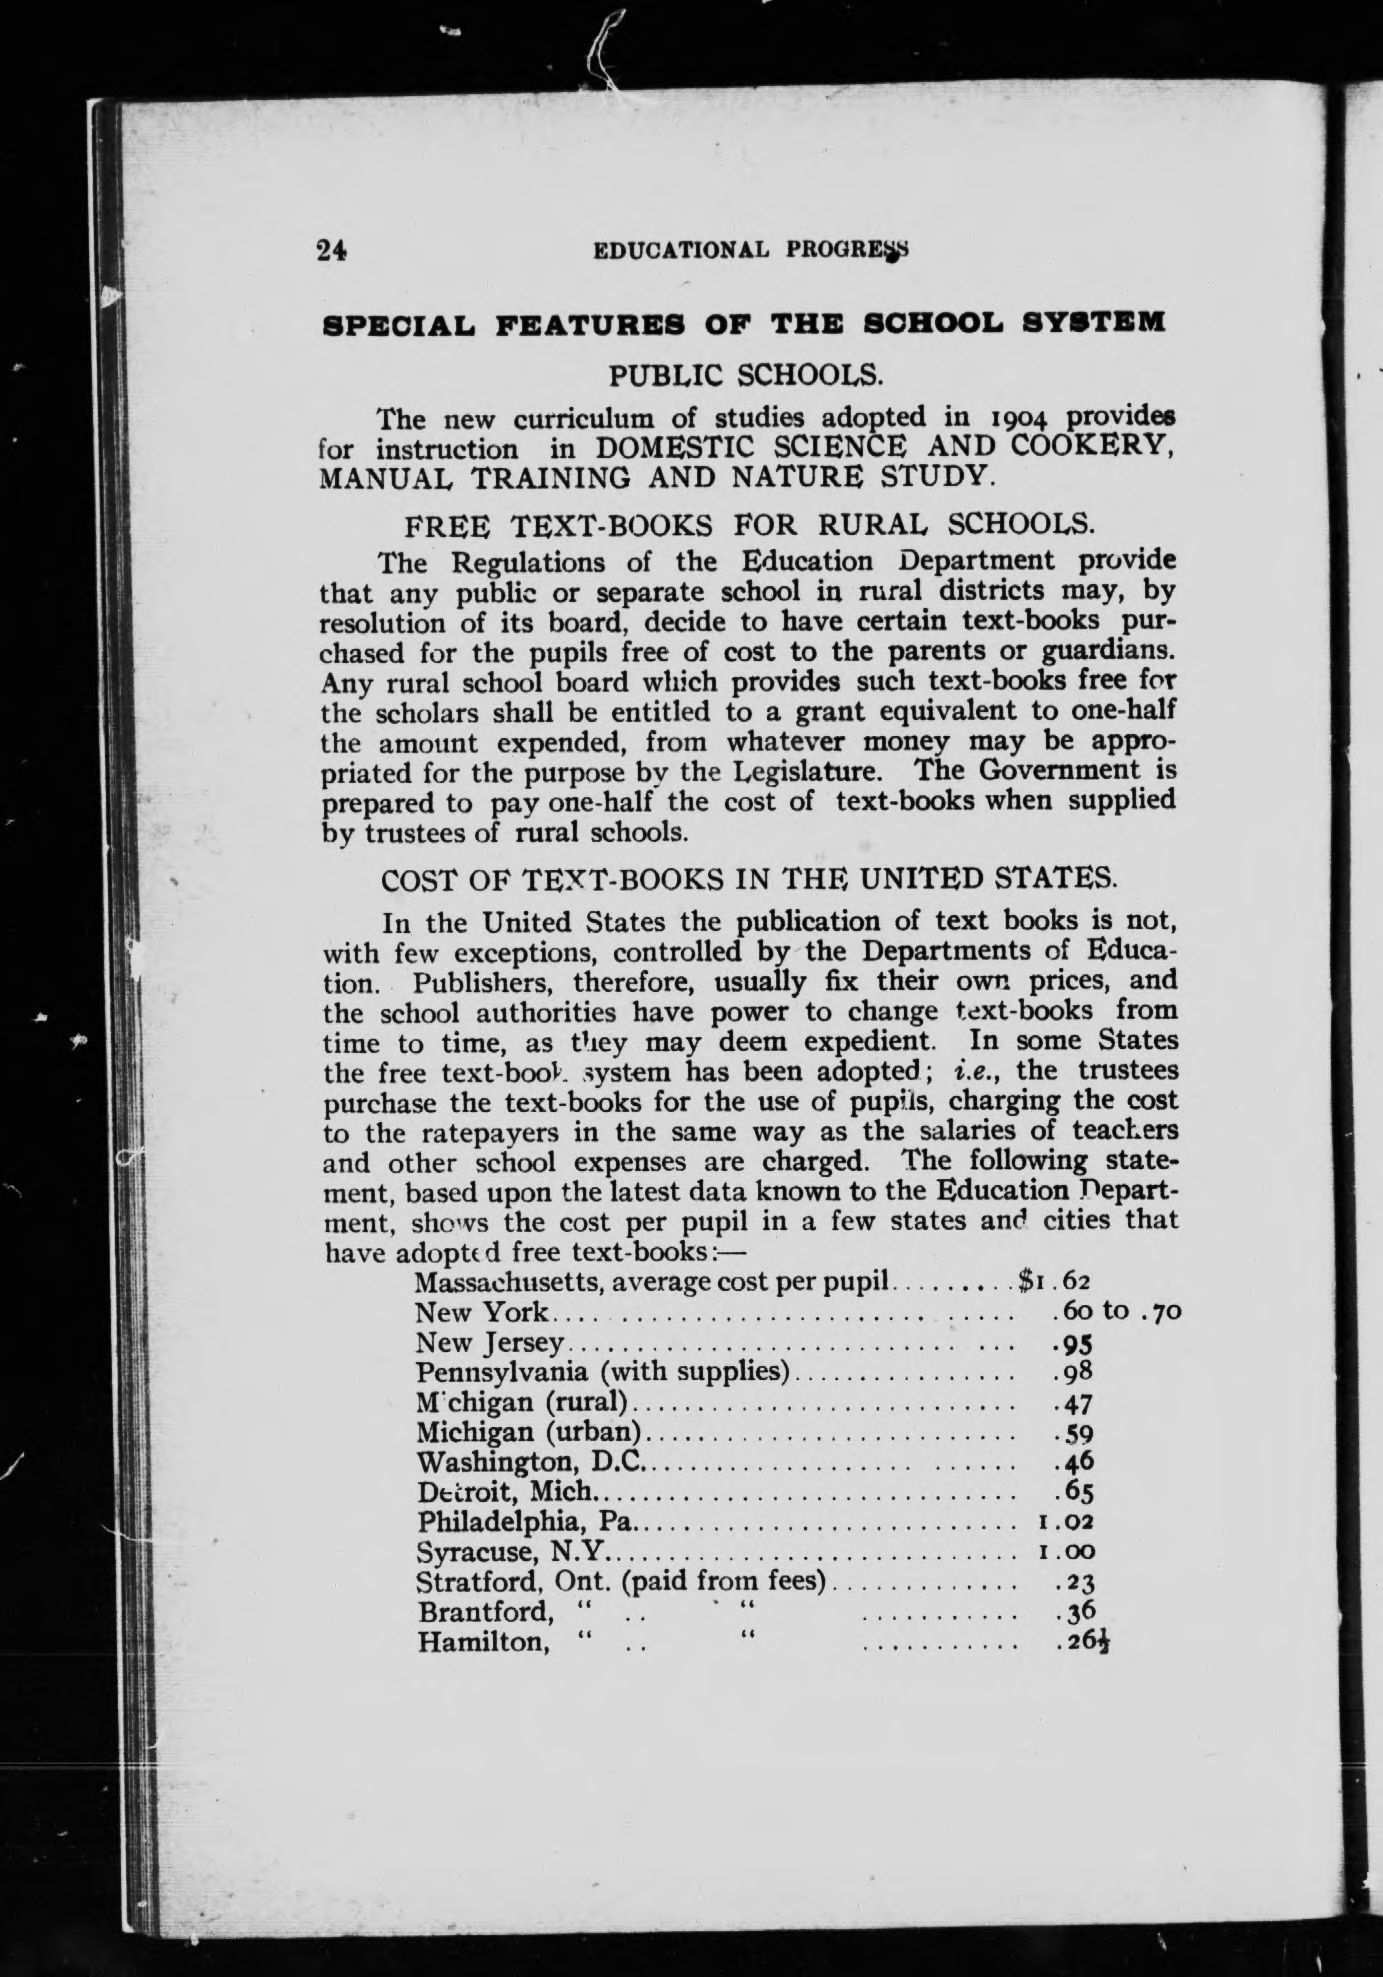 24 EDUCATIONAL PROGRESS
SPECIAL FEATURES OF THE SCHOOL SYSTEM
PUBLIC SCHOOLS.
The new curriculum of studies adopted in 1904 provides
for instruction in DOMESTIC SCIENCE AND COOKERY,
MANUAL TRAINING AND NATURE STUDY.
FREE TEXT-BOOKS FOR RURAL SCHOOLS.
The Regulations of the Education Department provide
that any public or separate school in rural districts may, by
resolution of its board, decide to have certain text-books pur-
chased for the pupils free of cost to the parents or guardians.
Any rural school board which provides such text-books free for
the scholars shall be entitled to a grant equivalent to one-half
the amount expended, from whatever money may be appro-
priated for the purpose by the Legislature. The Government is
prepared to pay one-half the cost of text-books when supplied
by trustees of rural schools.
COST OF TEXT-BOOKS IN THE UNITED STATES.
In the United States the publication of text books is not,
with few exceptions, controlled by the Departments of Educa-
tion. Publishers, therefore, usually fix their own prices, and
the school authorities have power to change text-books from
time to time, as they may deem expedient. In some States
the free text-book system has been adopted; i.e., the trustees
purchase the text-books for the use of pupils, charging the cost
to the ratepayers in the same way as the salaries of teachers
and other school expenses are charged. The following state-
ment, based upon the latest data known to the Education Depart-
ment, shows the cost per pupil in a few states and cities that
have adopted free text-books:—
Massachusetts, average cost per pupil.......... $1.62
New York.............................. .60 to .70
New Jersey.............................. .95
Pennsylvania (with supplies)................ .98
Michigan (rural)............................ .47
Michigan (urban)........................... .59
Washington, D.C............................ .46
Detroit, Mich............................... .65
Philadelphia, Pa............................ 1.02
Syracuse, N.Y.............................. 1.00
Stratford, Ont. (paid from fees).............. .23
Brantford, " .. " ........... .36
Hamilton, " .. " ........... .26½